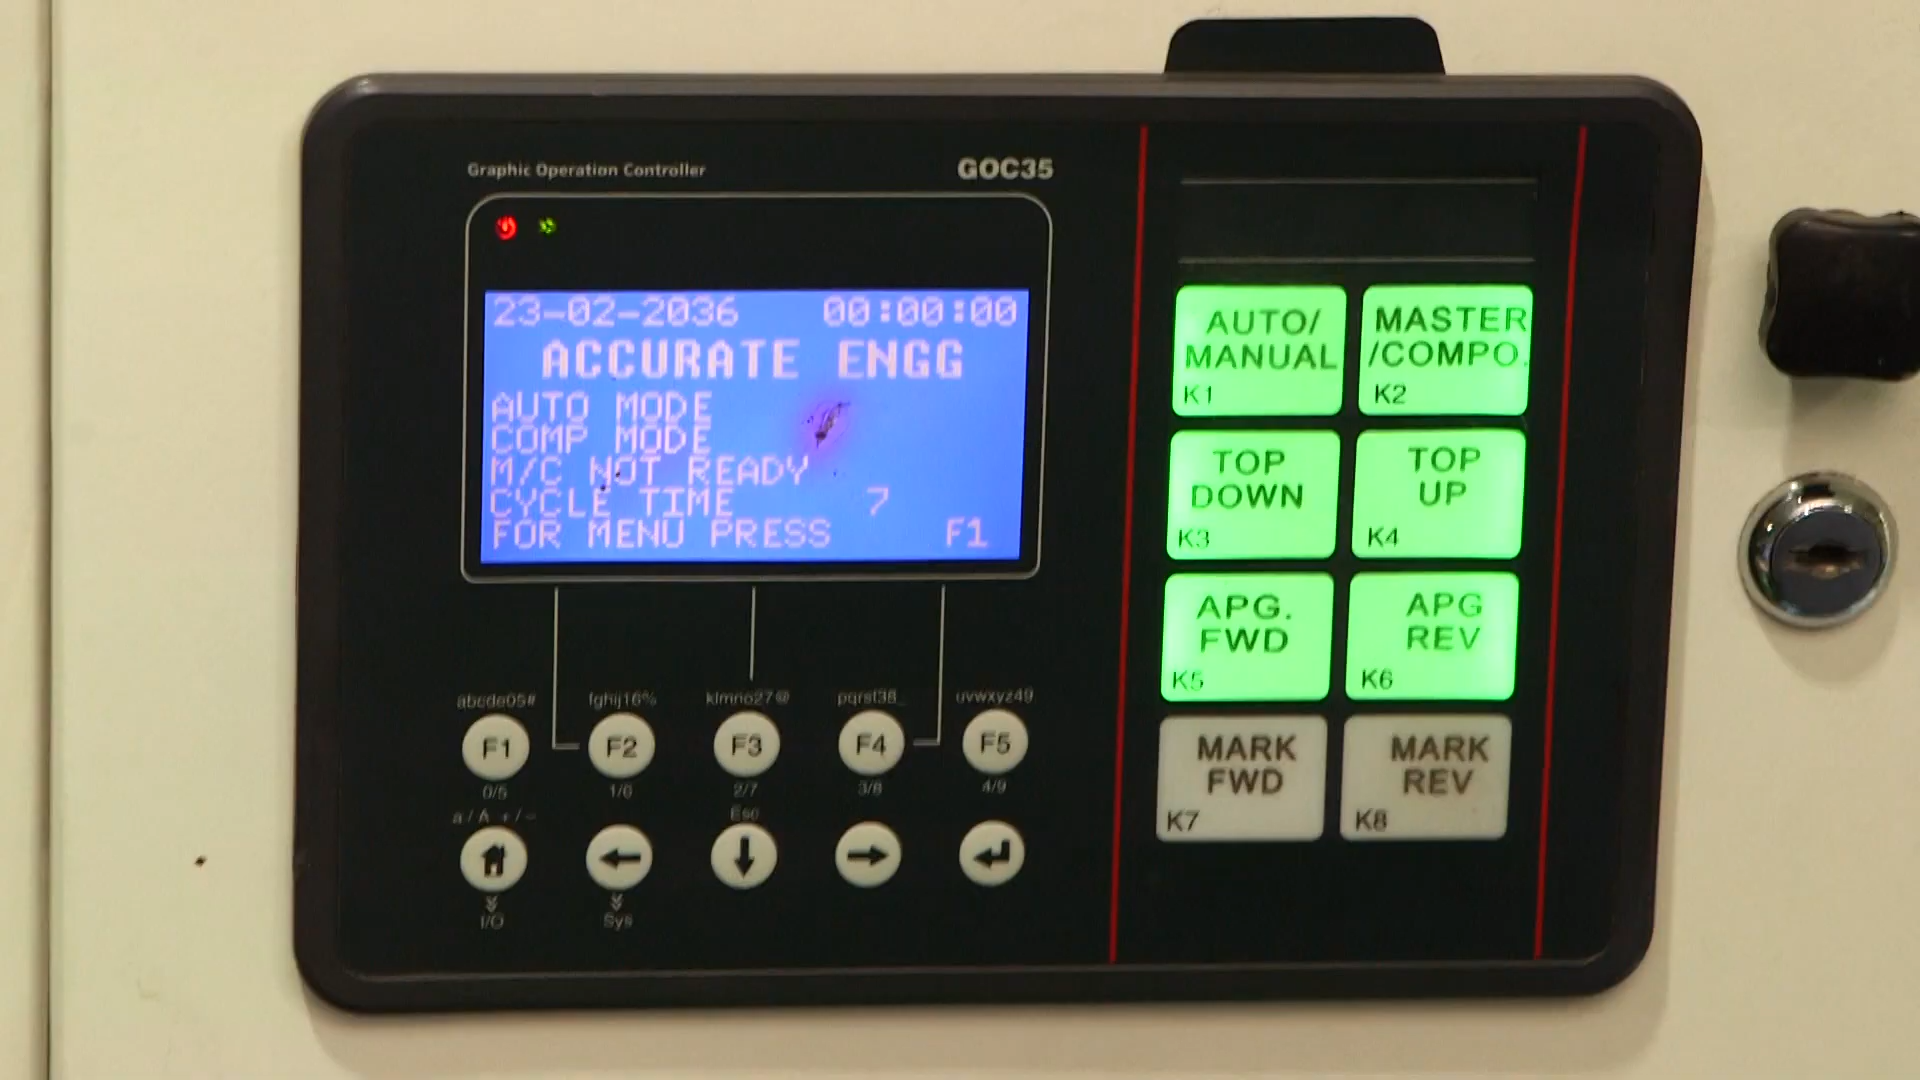 Graphic Operation Controller
GOC35
23-02-2036 00:00:00
ACCURATE ENGG
AUTO MODE
COMP MODE
M/C NOT READY
CYCLE TIME 7
FOR MENU PRESS F1
abcde05# fghij16% klmno27@ pqrst38_ uvwxyz49
F1 F2 F3 F4 F5
0/5 1/6 2/7 3/8 4/9
a/A +/- Esc
I/O Sys
AUTO/
MANUAL
K1
MASTER
/COMPO.
K2
TOP
DOWN
K3
TOP
UP
K4
APG.
FWD
K5
APG
REV
K6
MARK
FWD
K7
MARK
REV
K8